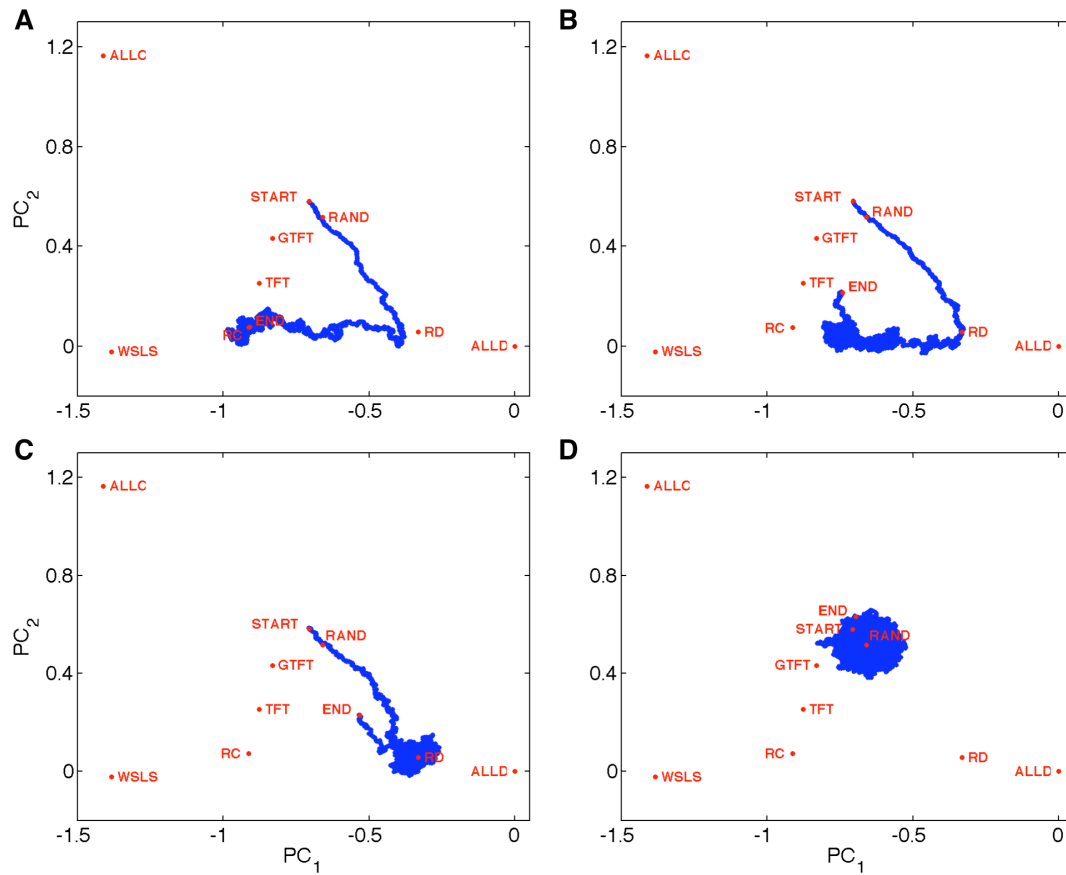 A
1.2
0.8
0.4
0
PC2
ALLC
START
RAND
GTFT
TFT
END
RC
RD
WSLS
ALLD
-1.5
-1
-0.5
0
B
1.2
0.8
0.4
0
ALLC
START
RAND
GTFT
TFT
END
RC
RD
WSLS
ALLD
-1.5
-1
-0.5
0
C
1.2
0.8
0.4
0
PC2
ALLC
START
RAND
GTFT
TFT
END
RC
RD
WSLS
ALLD
-1.5
-1
-0.5
0
PC1
D
1.2
0.8
0.4
0
ALLC
END
START
RAND
GTFT
TFT
RC
RD
WSLS
ALLD
-1.5
-1
-0.5
0
PC1